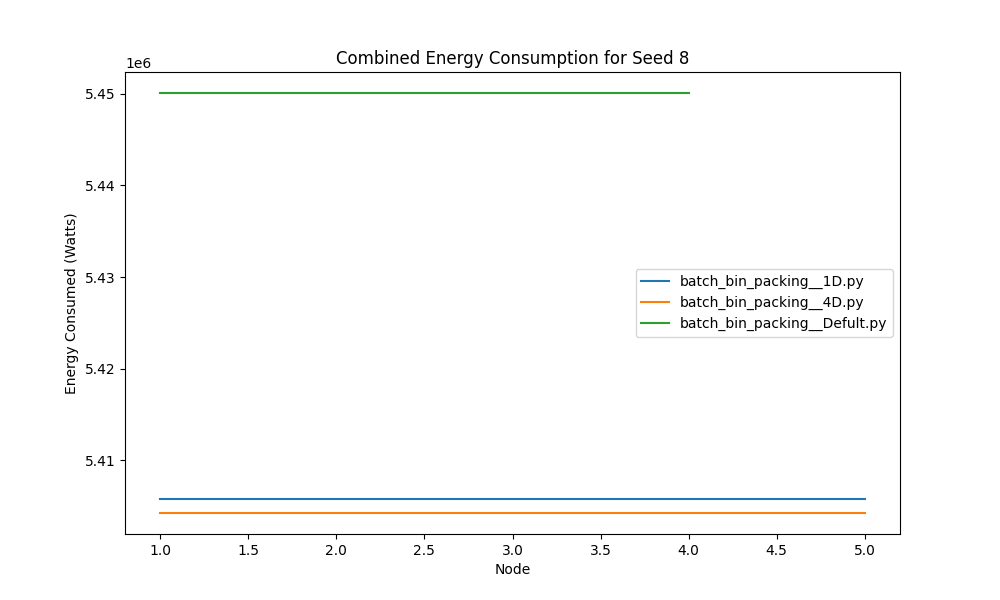 Combined Energy Consumption for Seed 8
1e6
5.45
5.44
5.43
5.42
5.41
Energy Consumed (Watts)
batch_bin_packing__1D.py
batch_bin_packing__4D.py
batch_bin_packing__Defult.py
1.0 1.5 2.0 2.5 3.0 3.5 4.0 4.5 5.0
Node